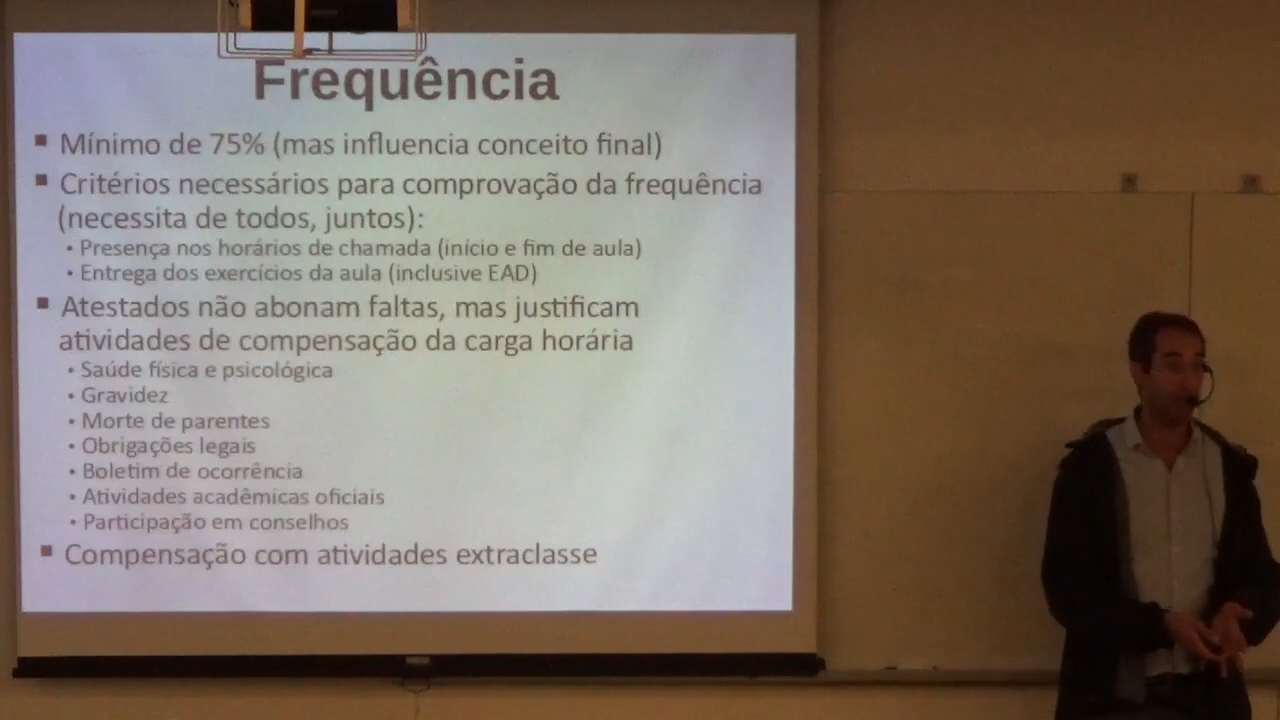 Frequência
▪ Mínimo de 75% (mas influencia conceito final)
▪ Critérios necessários para comprovação da frequência
(necessita de todos, juntos):
• Presença nos horários de chamada (início e fim de aula)
• Entrega dos exercícios da aula (inclusive EAD)
▪ Atestados não abonam faltas, mas justificam
atividades de compensação da carga horária
• Saúde física e psicológica
• Gravidez
• Morte de parentes
• Obrigações legais
• Boletim de ocorrência
• Atividades acadêmicas oficiais
• Participação em conselhos
▪ Compensação com atividades extraclasse